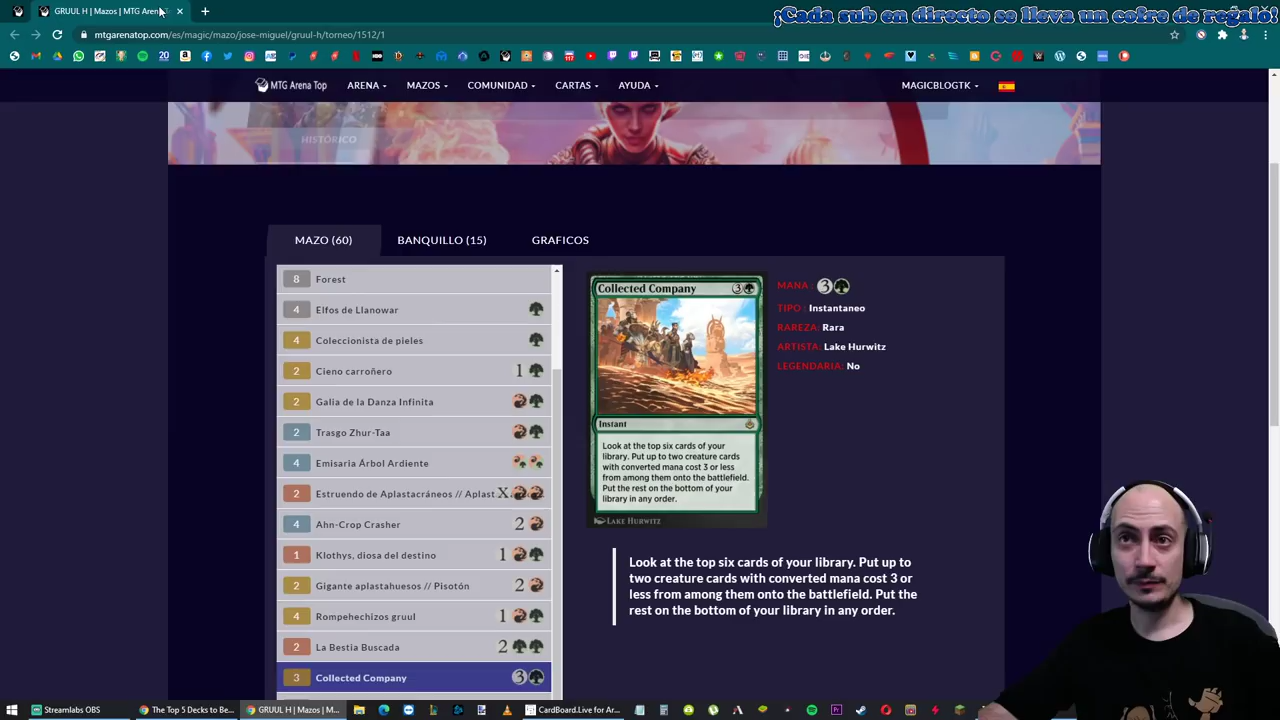 GRUUL H | Mazos | MTG Arena
¡Cada sub en directo se lleva un cofre de regalo!
mtgarenatop.com/es/magic/mazo/jose-miguel/gruul-h/torneo/1512/1
MTG Arena Top ARENA MAZOS COMUNIDAD CARTAS AYUDA MAGICBLOGTK
HISTÓRICO
MAZO (60) BANQUILLO (15) GRAFICOS
8 Forest
4 Elfos de Llanowar
4 Coleccionista de pieles
2 Cieno carroñero 1
2 Galia de la Danza Infinita
2 Trasgo Zhur-Taa
4 Emisaria Árbol Ardiente
2 Estruendo de Aplastacráneos // Aplast X
4 Ahn-Crop Crasher 2
1 Klothys, diosa del destino 1
2 Gigante aplastahuesos // Pisotón 2
4 Rompehechizos gruul 1
2 La Bestia Buscada 2
3 Collected Company 3
Collected Company 3
Instant
Look at the top six cards of your
library. Put up to two creature cards
with converted mana cost 3 or less
from among them onto the battlefield.
Put the rest on the bottom of your
library in any order.
LAKE HURWITZ
MANA : 3
TIPO : Instantaneo
RAREZA: Rara
ARTISTA: Lake Hurwitz
LEGENDARIA: No
Look at the top six cards of your library. Put up to
two creature cards with converted mana cost 3 or
less from among them onto the battlefield. Put the
rest on the bottom of your library in any order.
Streamlabs OBS The Top 5 Decks to Be... GRUUL H | Mazos | M... CardBoard.Live for Ar...